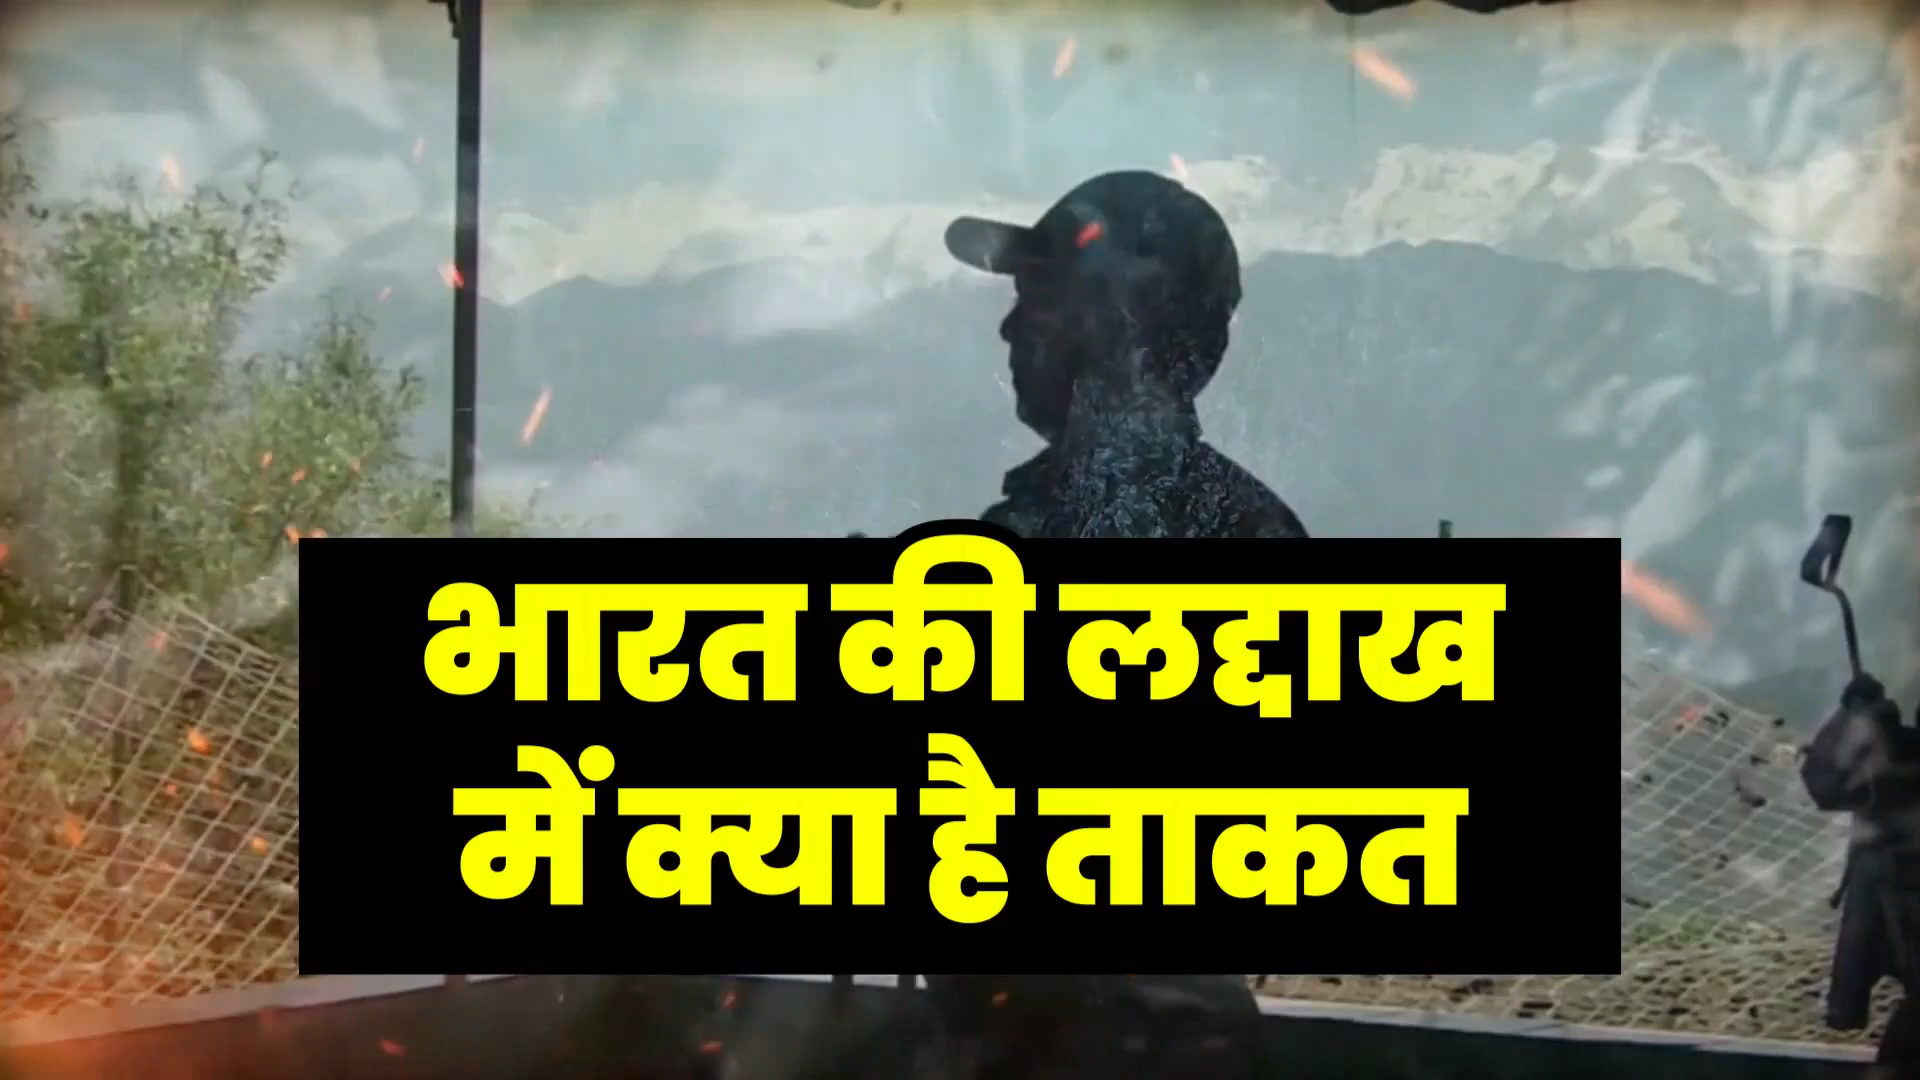 भारत की लद्दाख
में क्या है ताकत